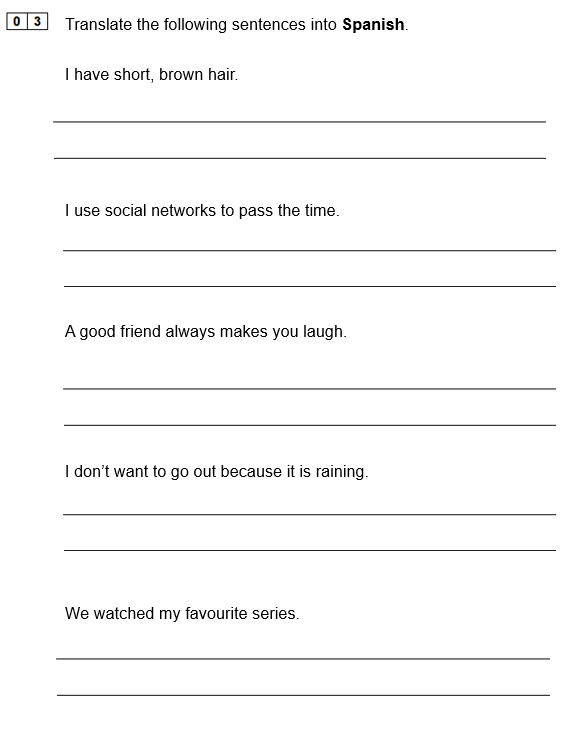 0 3 Translate the following sentences into Spanish.
I have short, brown hair.
I use social networks to pass the time.
A good friend always makes you laugh.
I don’t want to go out because it is raining.
We watched my favourite series.